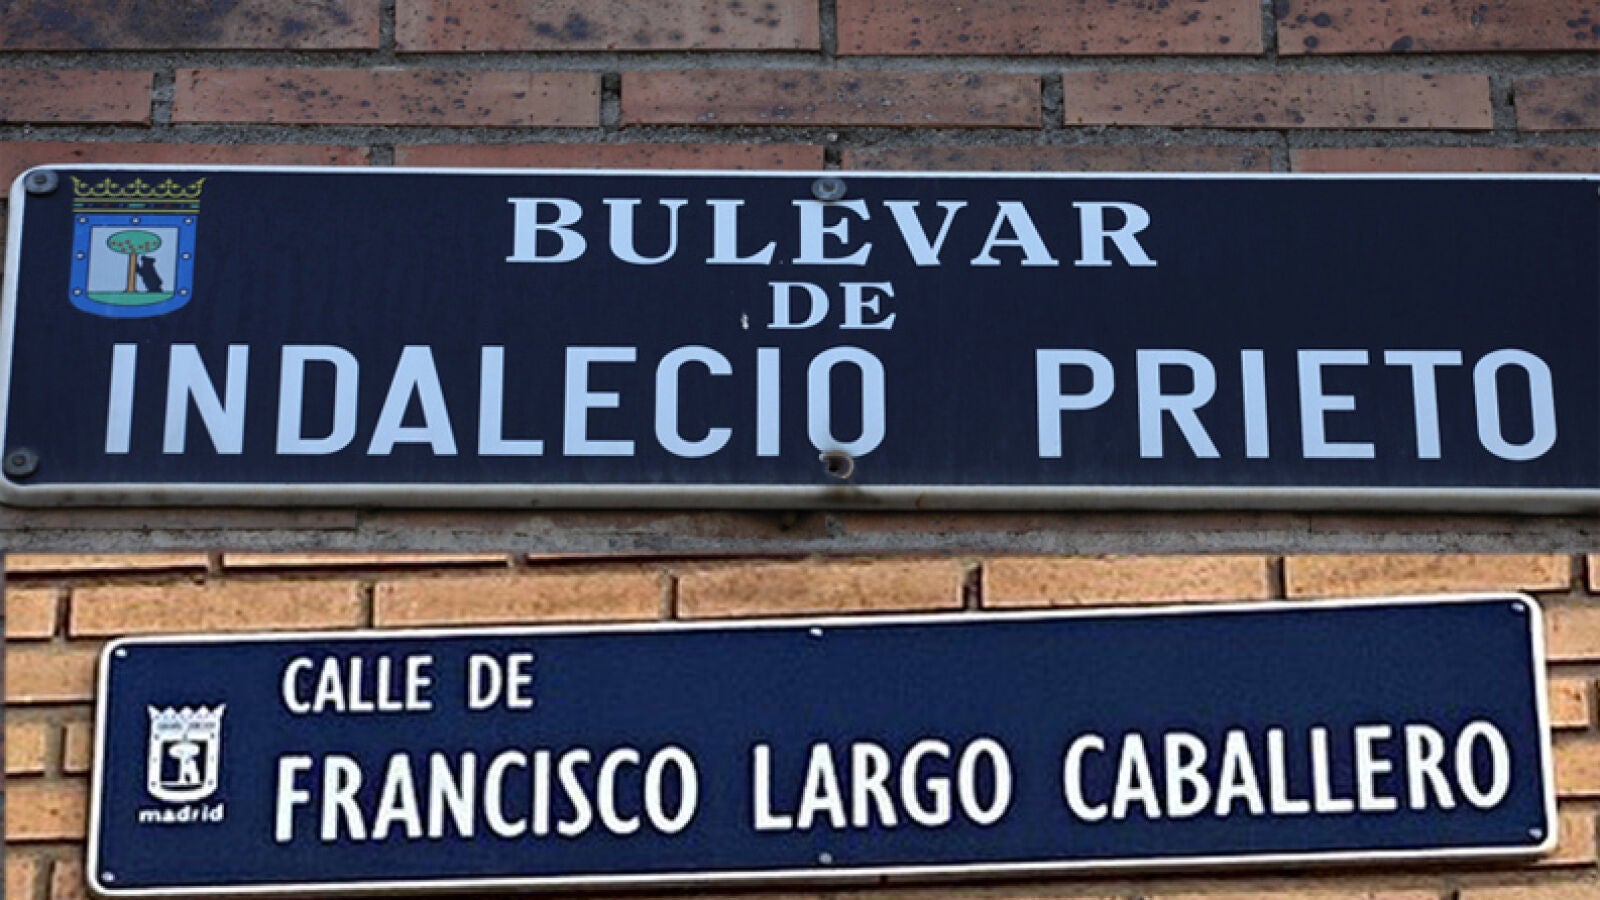 BULEVAR
DE
INDALECIO PRIETO
CALLE DE
FRANCISCO LARGO CABALLERO
madrid